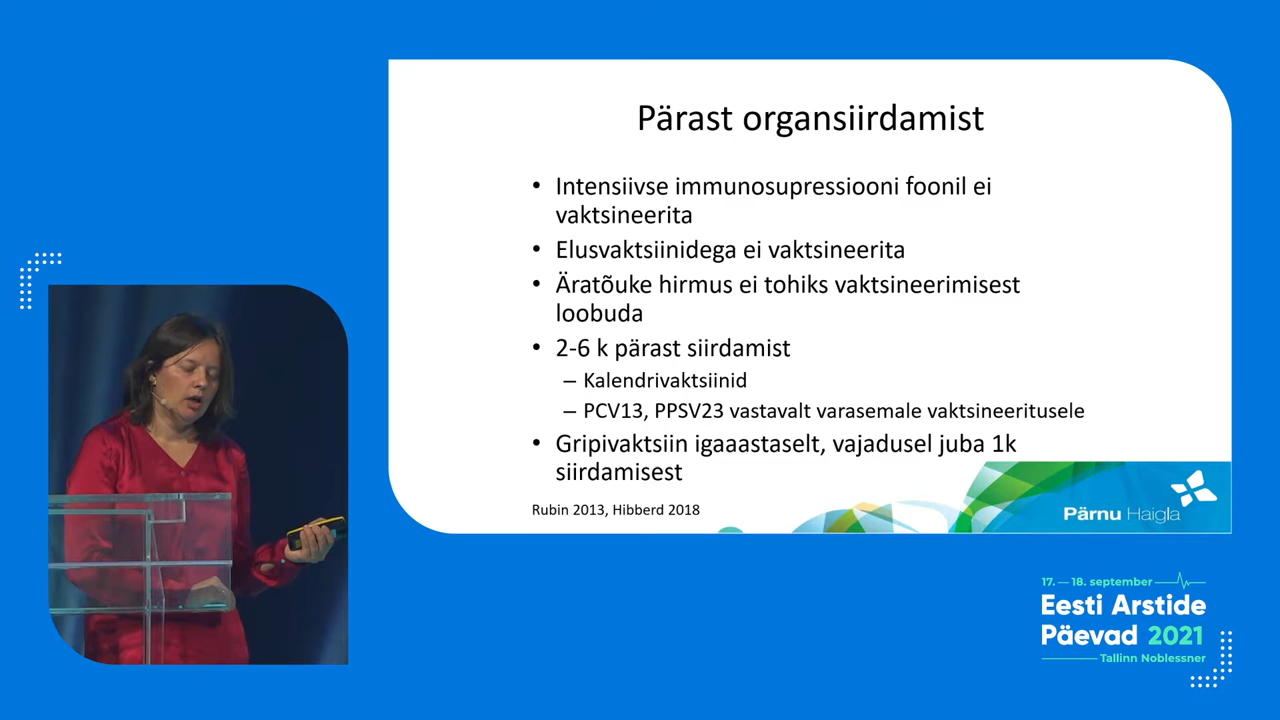 Pärast organsiirdamist
• Intensiivse immunosupressiooni foonil ei
vaktsineerita
• Elusvaktsiinidega ei vaktsineerita
• Äratõuke hirmus ei tohiks vaktsineerimisest
loobuda
• 2-6 k pärast siirdamist
– Kalendrivaktsiinid
– PCV13, PPSV23 vastavalt varasemale vaktsineeritusele
• Gripivaktsiin igaaastaselt, vajadusel juba 1k
siirdamisest
Rubin 2013, Hibberd 2018
Pärnu Haigla
17. — 18. september
Eesti Arstide
Päevad 2021
Tallinn Noblessner